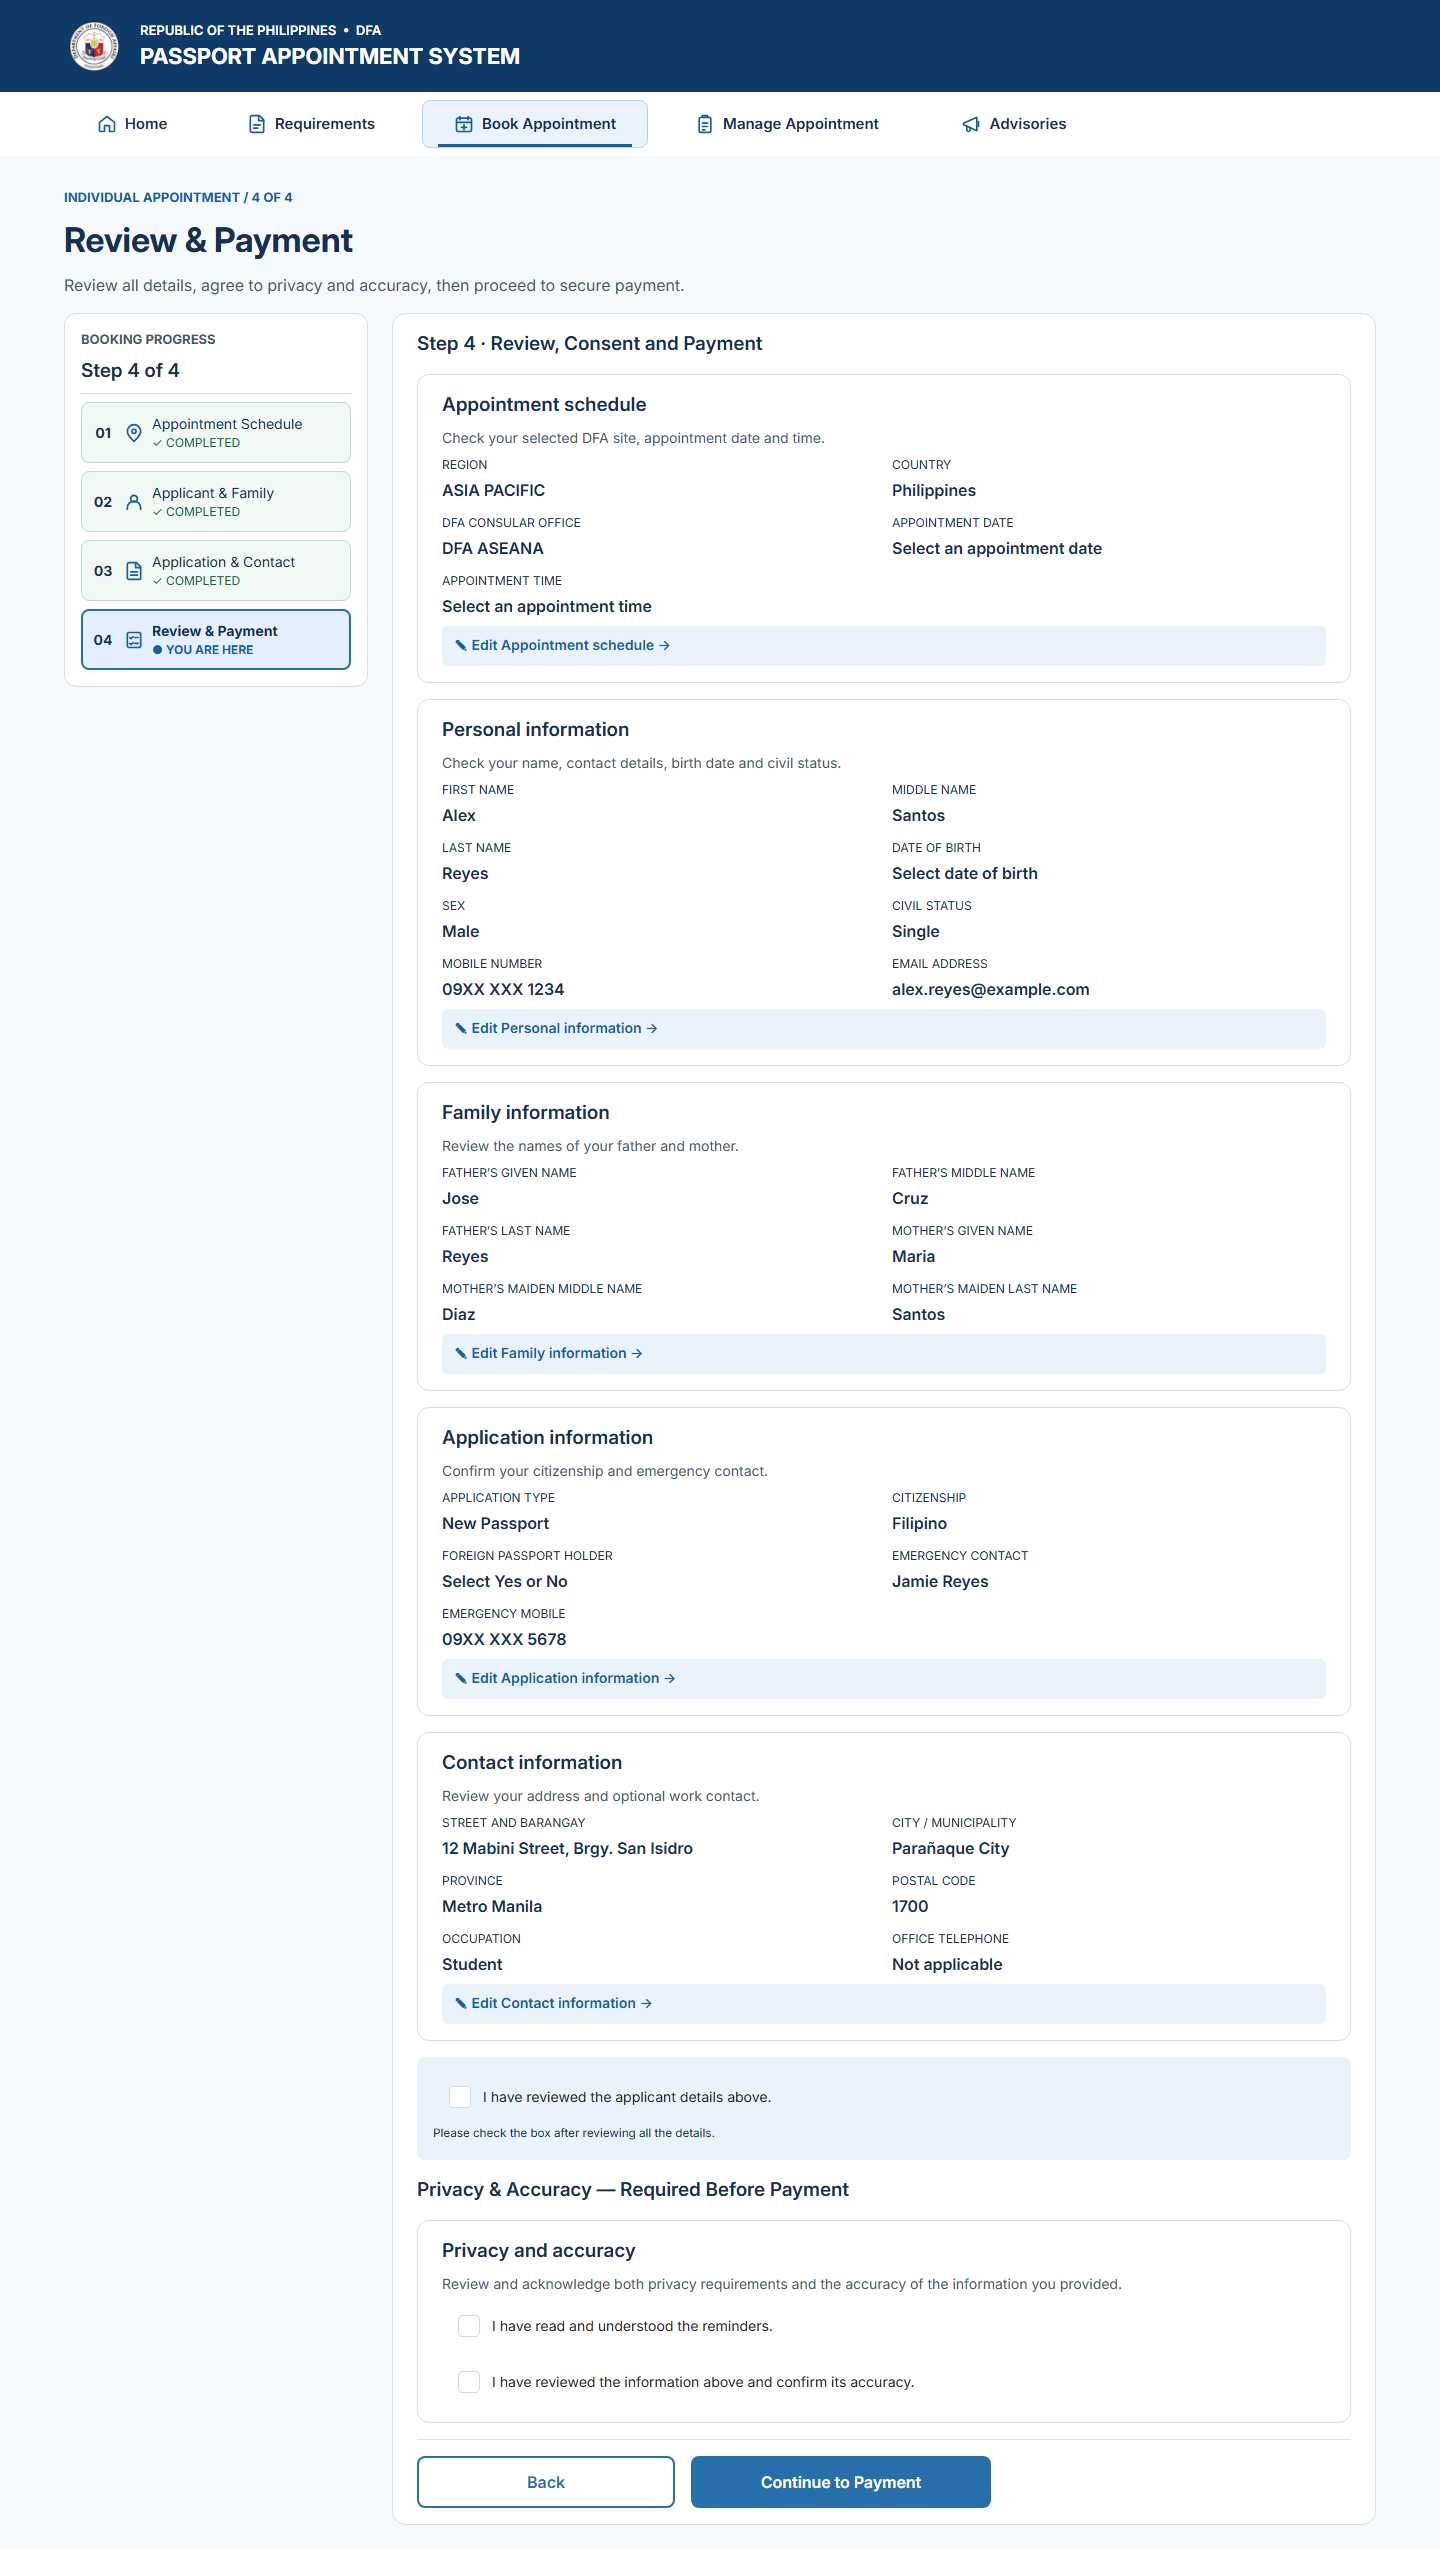 REPUBLIC OF THE PHILIPPINES • DFA
PASSPORT APPOINTMENT SYSTEM
Home
Requirements
Book Appointment
Manage Appointment
Advisories
INDIVIDUAL APPOINTMENT / 4 OF 4
Review & Payment
Review all details, agree to privacy and accuracy, then proceed to secure payment.
BOOKING PROGRESS
Step 4 of 4
01
Appointment Schedule
✓ COMPLETED
02
Applicant & Family
✓ COMPLETED
03
Application & Contact
✓ COMPLETED
04
Review & Payment
● YOU ARE HERE
Step 4 · Review, Consent and Payment
Appointment schedule
Check your selected DFA site, appointment date and time.
REGION
ASIA PACIFIC
COUNTRY
Philippines
DFA CONSULAR OFFICE
DFA ASEANA
APPOINTMENT DATE
Select an appointment date
APPOINTMENT TIME
Select an appointment time
✎ Edit Appointment schedule →
Personal information
Check your name, contact details, birth date and civil status.
FIRST NAME
Alex
MIDDLE NAME
Santos
LAST NAME
Reyes
DATE OF BIRTH
Select date of birth
SEX
Male
CIVIL STATUS
Single
MOBILE NUMBER
09XX XXX 1234
EMAIL ADDRESS
alex.reyes@example.com
✎ Edit Personal information →
Family information
Review the names of your father and mother.
FATHER’S GIVEN NAME
Jose
FATHER’S MIDDLE NAME
Cruz
FATHER’S LAST NAME
Reyes
MOTHER’S GIVEN NAME
Maria
MOTHER’S MAIDEN MIDDLE NAME
Diaz
MOTHER’S MAIDEN LAST NAME
Santos
✎ Edit Family information →
Application information
Confirm your citizenship and emergency contact.
APPLICATION TYPE
New Passport
CITIZENSHIP
Filipino
FOREIGN PASSPORT HOLDER
Select Yes or No
EMERGENCY CONTACT
Jamie Reyes
EMERGENCY MOBILE
09XX XXX 5678
✎ Edit Application information →
Contact information
Review your address and optional work contact.
STREET AND BARANGAY
12 Mabini Street, Brgy. San Isidro
CITY / MUNICIPALITY
Parañaque City
PROVINCE
Metro Manila
POSTAL CODE
1700
OCCUPATION
Student
OFFICE TELEPHONE
Not applicable
✎ Edit Contact information →
I have reviewed the applicant details above.
Please check the box after reviewing all the details.
Privacy & Accuracy — Required Before Payment
Privacy and accuracy
Review and acknowledge both privacy requirements and the accuracy of the information you provided.
I have read and understood the reminders.
I have reviewed the information above and confirm its accuracy.
Back
Continue to Payment